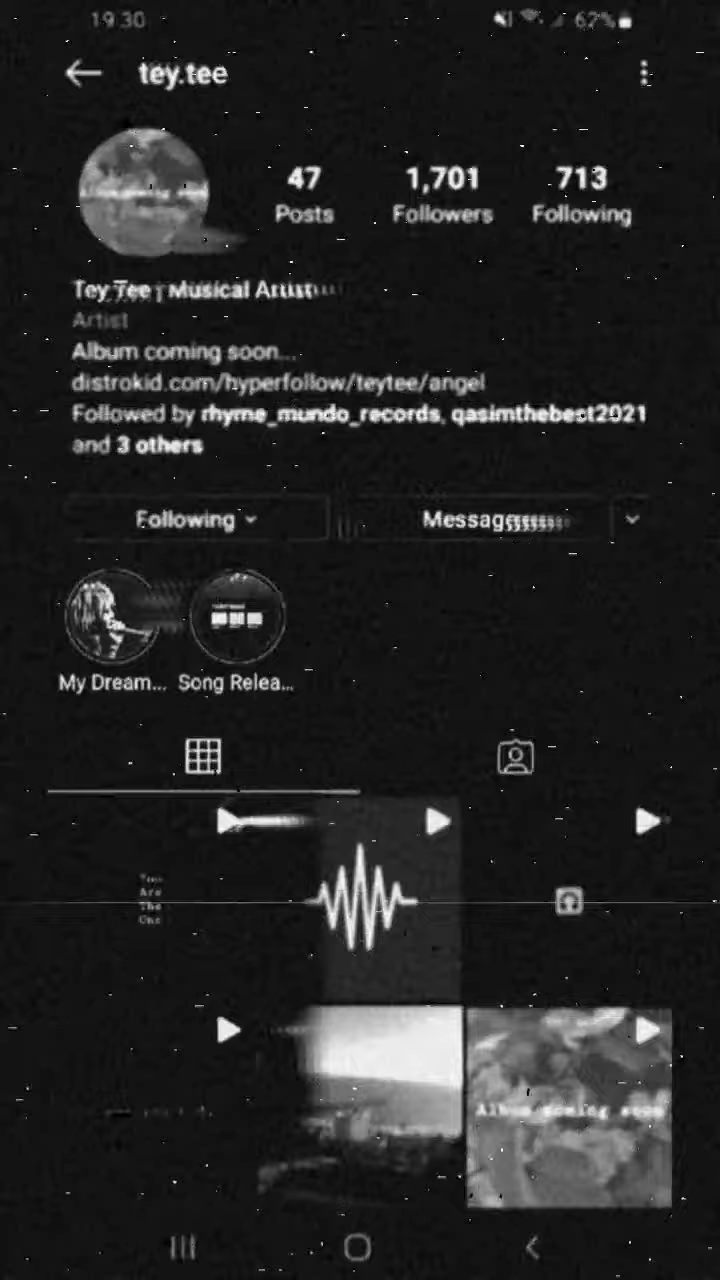 19:30
62%
tey.tee
47
1,701
713
Posts
Followers
Following
Tey Tee | Musical Artist
Artist
Album coming soon...
distrokid.com/hyperfollow/teytee/angel
Followed by rhyme_mundo_records, qasimthebest2021
and 3 others
Following
Message
My Dream...
Song Relea...
You
Are
The
One
Album coming soon